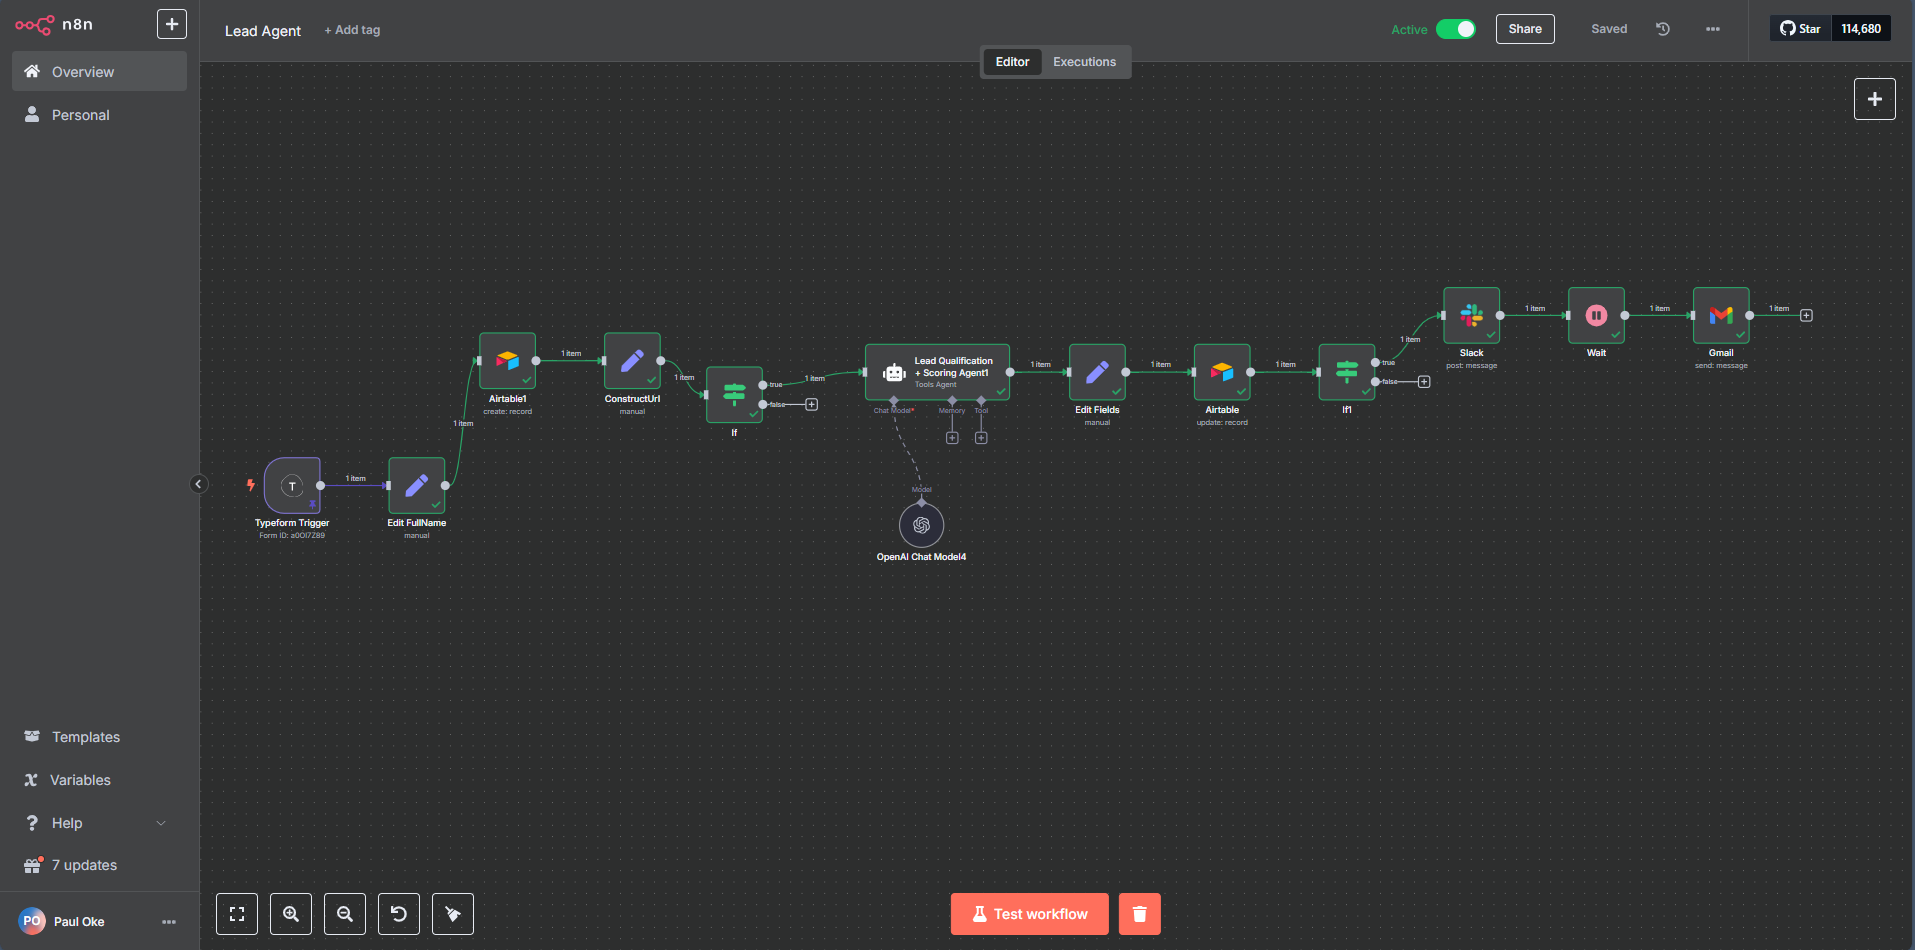 n8n
Overview
Personal
Templates
Variables
Help
7 updates
PO
Paul Oke
Lead Agent
+ Add tag
Active
Share
Saved
Star
114,680
Editor
Executions
T
Typeform Trigger
Form ID: a0OI7289
1 item
Edit FullName
manual
1 item
Airtable1
create: record
1 item
ConstructUrl
manual
1 item
If
true
false
1 item
Lead Qualification
+ Scoring Agent1
Tools Agent
Chat Model*
Memory
Tool
Model
OpenAI Chat Model4
1 item
Edit Fields
manual
1 item
Airtable
update: record
1 item
If1
true
false
1 item
Slack
post: message
1 item
Wait
1 item
Gmail
send: message
1 item
Test workflow